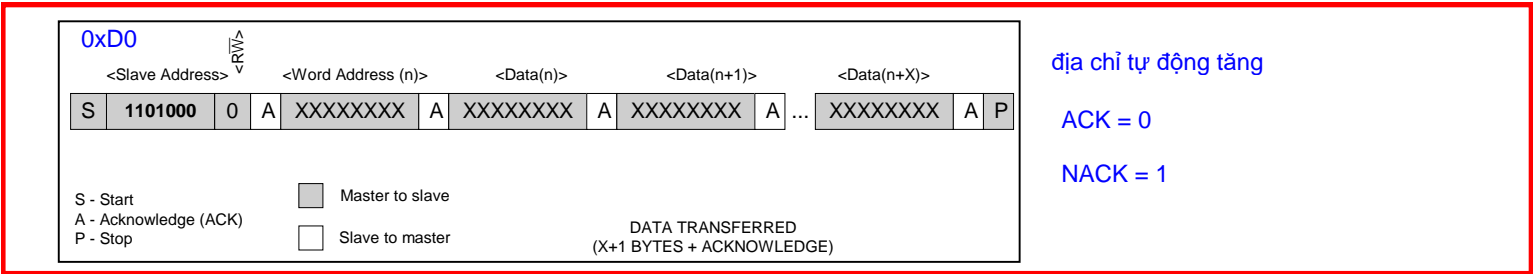 0xD0
<Slave Address> <RW> <Word Address (n)> <Data(n)> <Data(n+1)> <Data(n+X)>
S 1101000 0 A XXXXXXXX A XXXXXXXX A XXXXXXXX A ... XXXXXXXX A P
S - Start
A - Acknowledge (ACK)
P - Stop
Master to slave
Slave to master
DATA TRANSFERRED
(X+1 BYTES + ACKNOWLEDGE)
địa chỉ tự động tăng
ACK = 0
NACK = 1